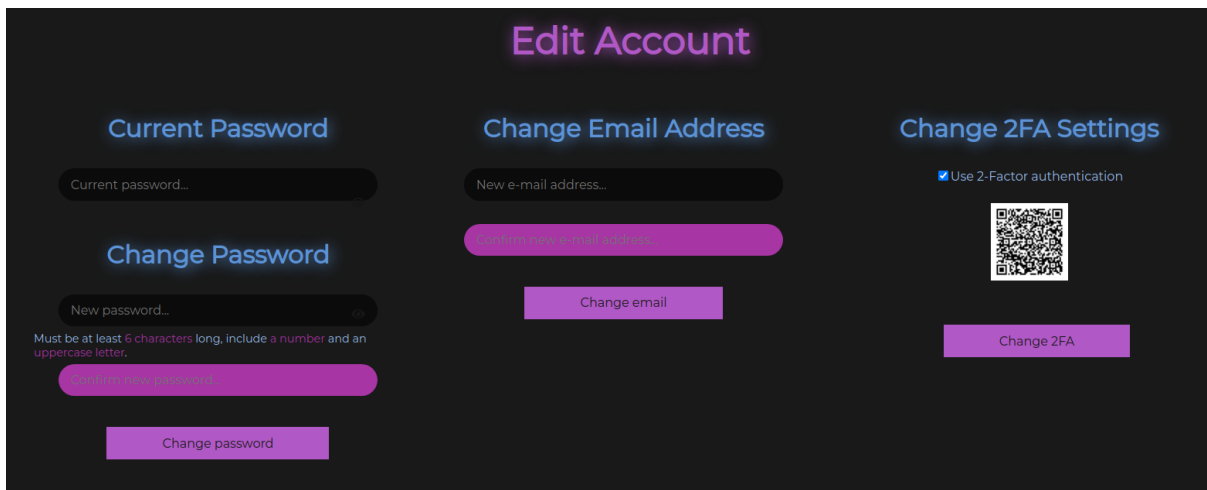 Edit Account
Current Password
Current password...
Change Password
New password...
Must be at least 6 characters long, include a number and an
uppercase letter.
Confirm new password...
Change password
Change Email Address
New e-mail address...
Confirm new e-mail address...
Change email
Change 2FA Settings
Use 2-Factor authentication
Change 2FA